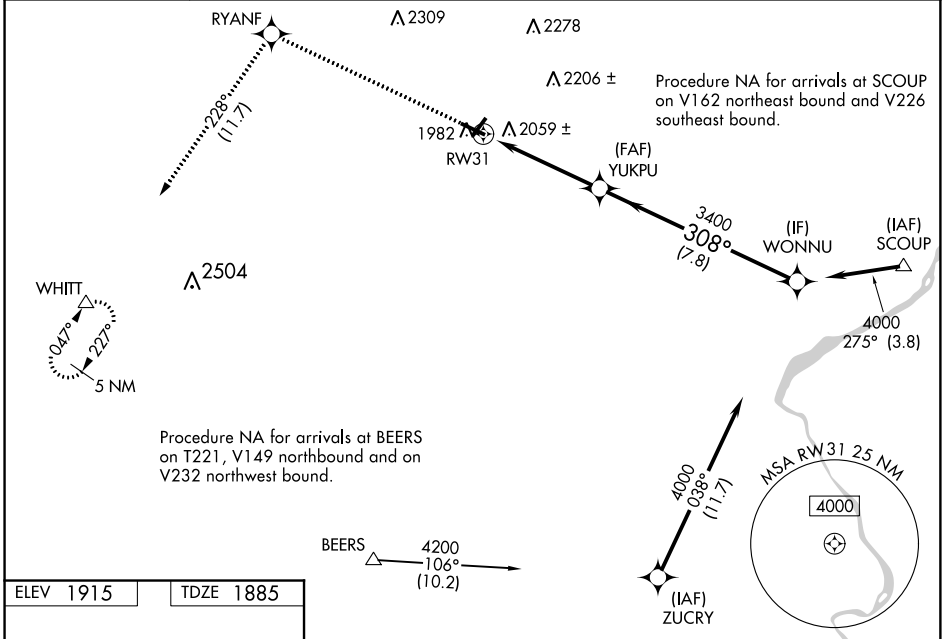 RYANF
2309
2278
2206 ±
Procedure NA for arrivals at SCOUP
on V162 northeast bound and V226
southeast bound.
228°
(11.7)
1982
2059 ±
RW31
(FAF)
YUKPU
3400
308°
(7.8)
(IF)
WONNU
(IAF)
SCOUP
4000
275° (3.8)
2504
WHITT
047°
227°
5 NM
Procedure NA for arrivals at BEERS
on T221, V149 northbound and on
V232 northwest bound.
4000
038°
(11.7)
MSA RW31 25 NM
4000
BEERS
4200
106°
(10.2)
(IAF)
ZUCRY
ELEV 1915
TDZE 1885